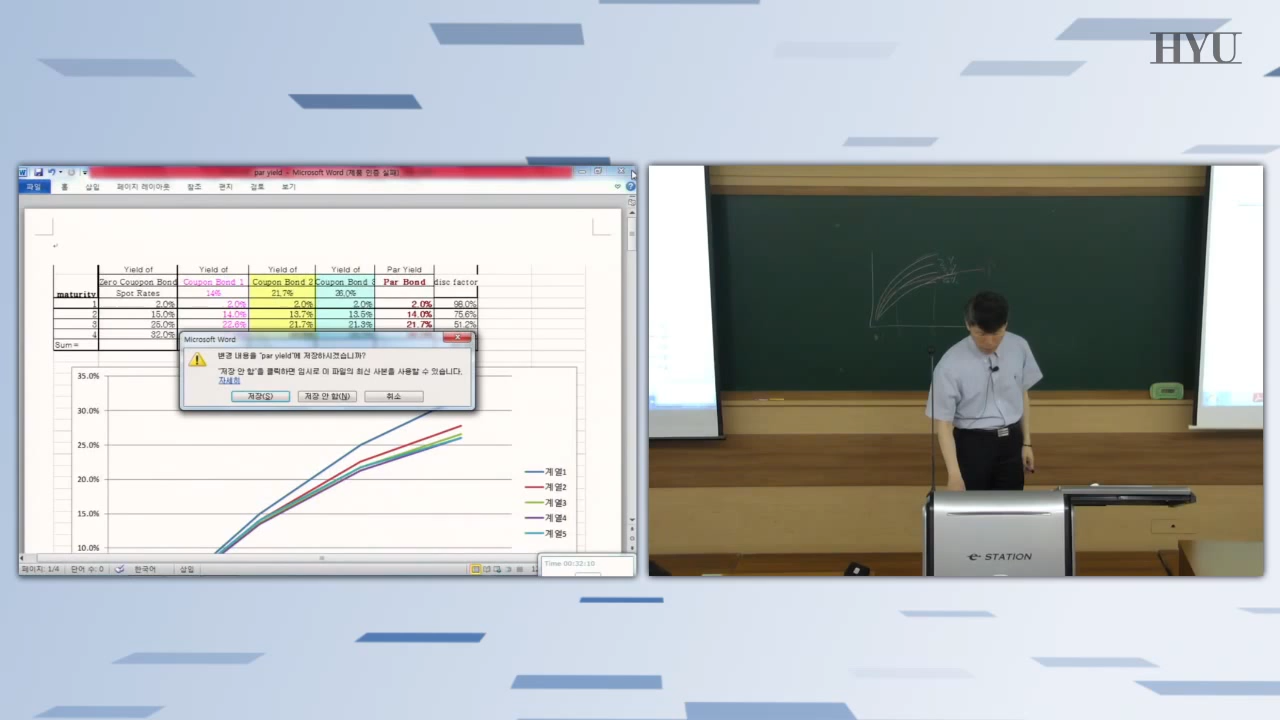 HYU
par yield - Microsoft Word (제품 인증 실패)
파일 홈 삽입 페이지 레이아웃 참조 편지 검토 보기
Yield of Yield of Yield of Yield of Par Yield
Zero Couopon Bond Coupon Bond 1 Coupon Bond 2 Coupon Bond Par Bond disc factor
maturity Spot Rates 14% 21.7% 26.0%
1 2.0% 2.0% 2.0% 2.0% 2.0% 98.0%
2 15.0% 14.0% 13.7% 13.5% 14.0% 75.6%
3 25.0% 22.6% 21.7% 21.3% 21.7% 51.2%
4 32.0%
Sum =
Microsoft Word
변경 내용을 "par yield"에 저장하시겠습니까?
"저장 안 함"을 클릭하면 임시로 이 파일의 최신 사본을 사용할 수 있습니다.
자세히
저장(S) 저장 안 함(N) 취소
35.0%
30.0%
25.0%
20.0%
15.0%
10.0%
계열1
계열2
계열3
계열4
계열5
페이지: 1/4 단어 수: 0 한국어 삽입
Time 00:32:10
e-STATION